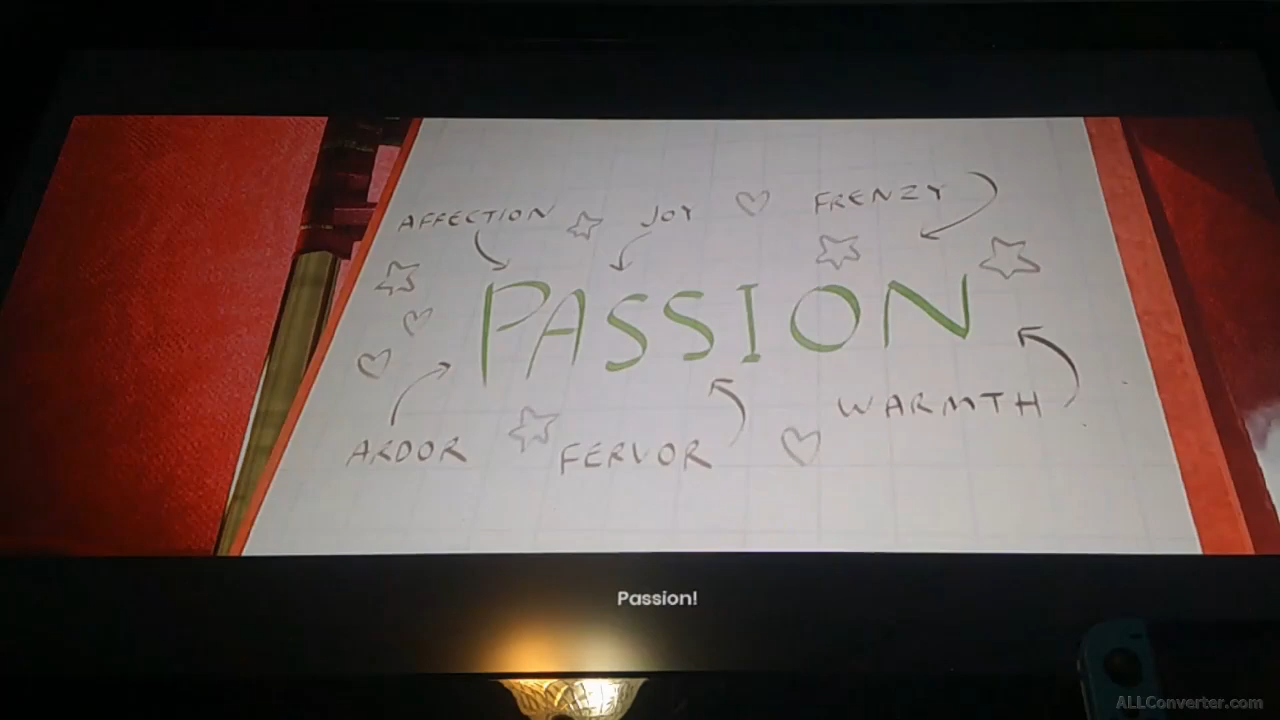 AFFECTION JOY FRENZY
PASSION
WARMTH
ARDOR FERVOR
Passion!
ALLConverter.com